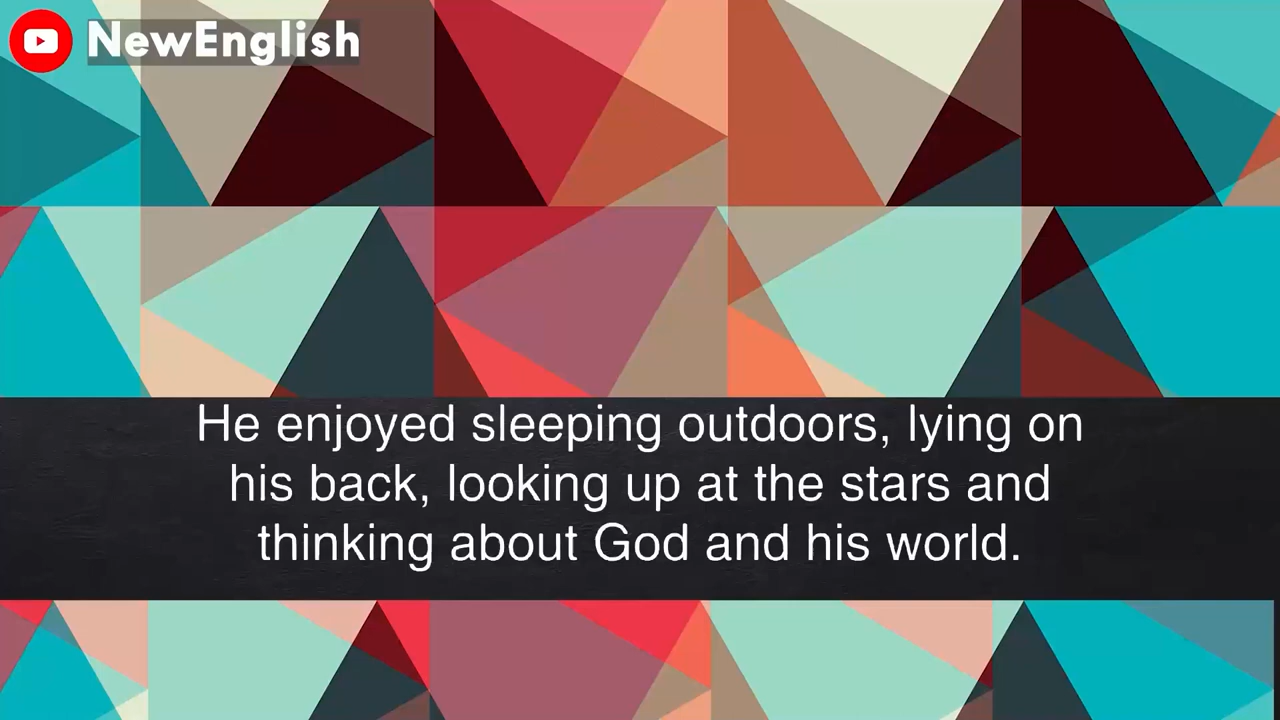 NewEnglish
He enjoyed sleeping outdoors, lying on
his back, looking up at the stars and
thinking about God and his world.